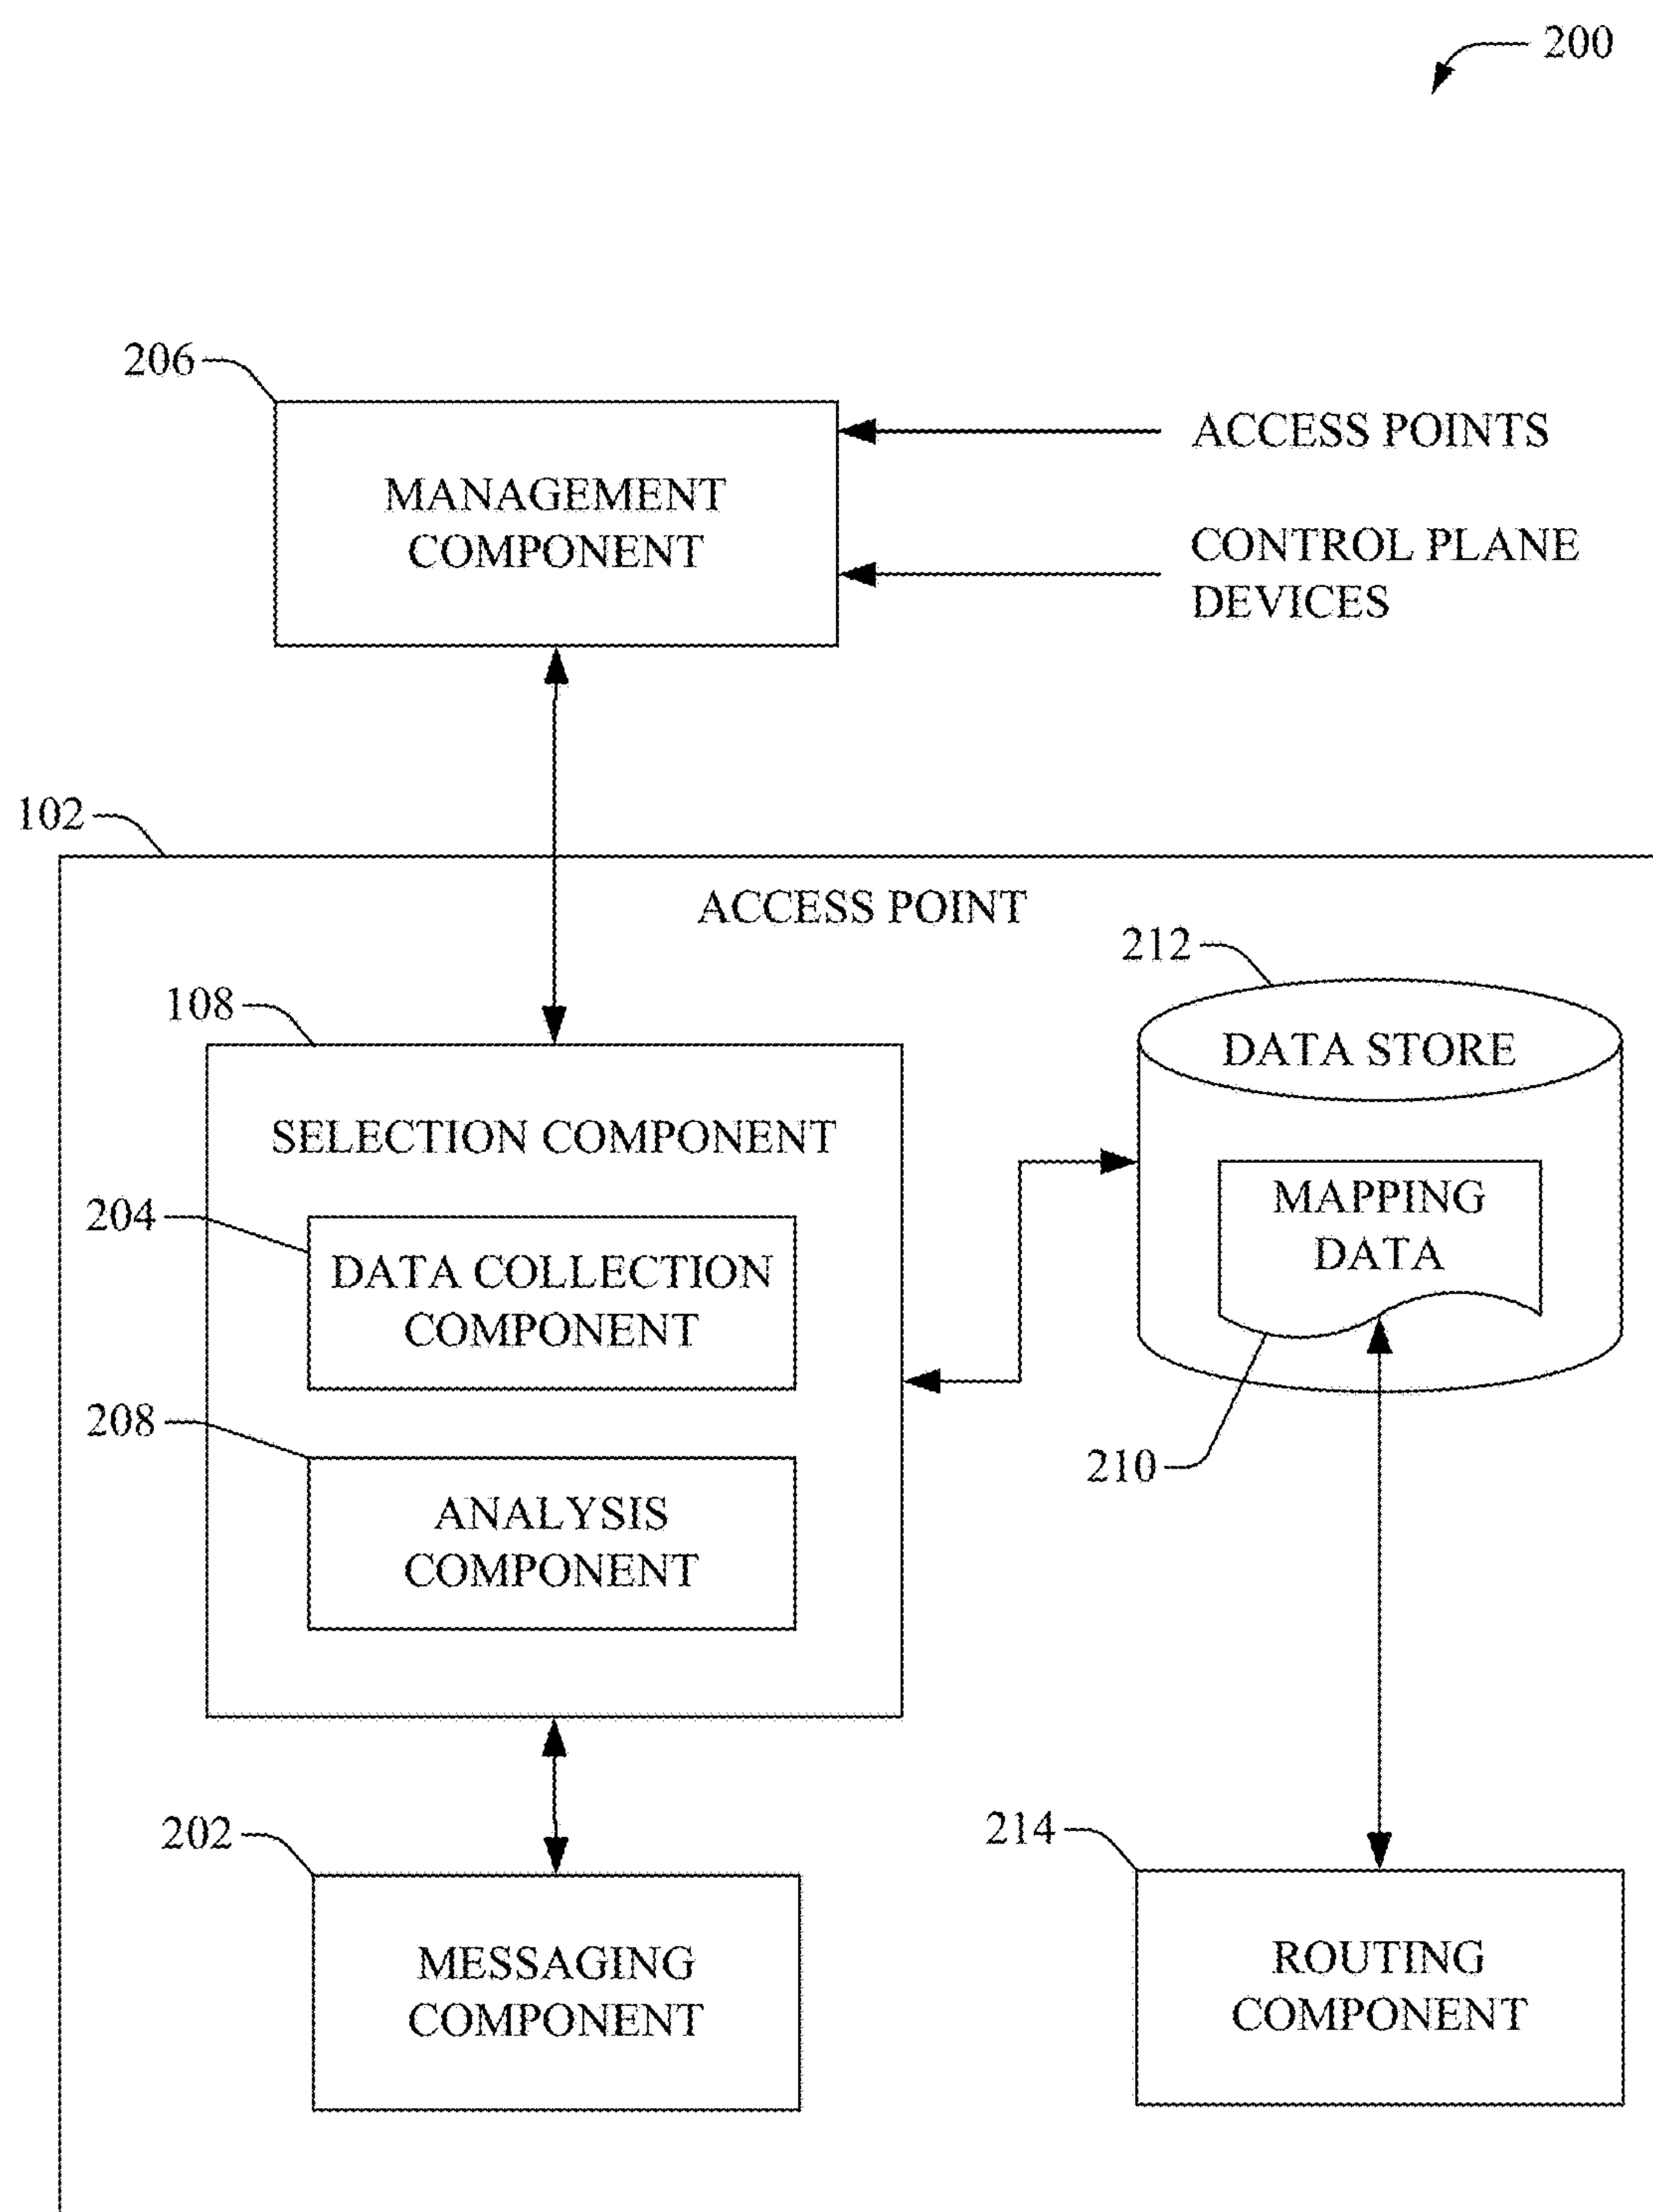 200
206
MANAGEMENT
COMPONENT
ACCESS POINTS
CONTROL PLANE
DEVICES
102
ACCESS POINT
212
108
DATA STORE
SELECTION COMPONENT
MAPPING
DATA
204
DATA COLLECTION
COMPONENT
208
210
ANALYSIS
COMPONENT
202
214
MESSAGING
COMPONENT
ROUTING
COMPONENT